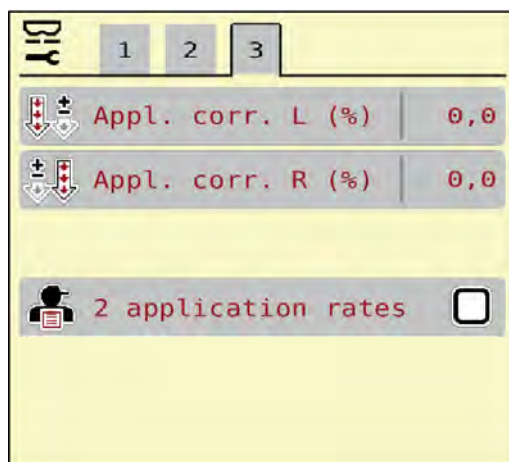 1 2 3
Appl. corr. L (%) 0,0
Appl. corr. R (%) 0,0
2 application rates